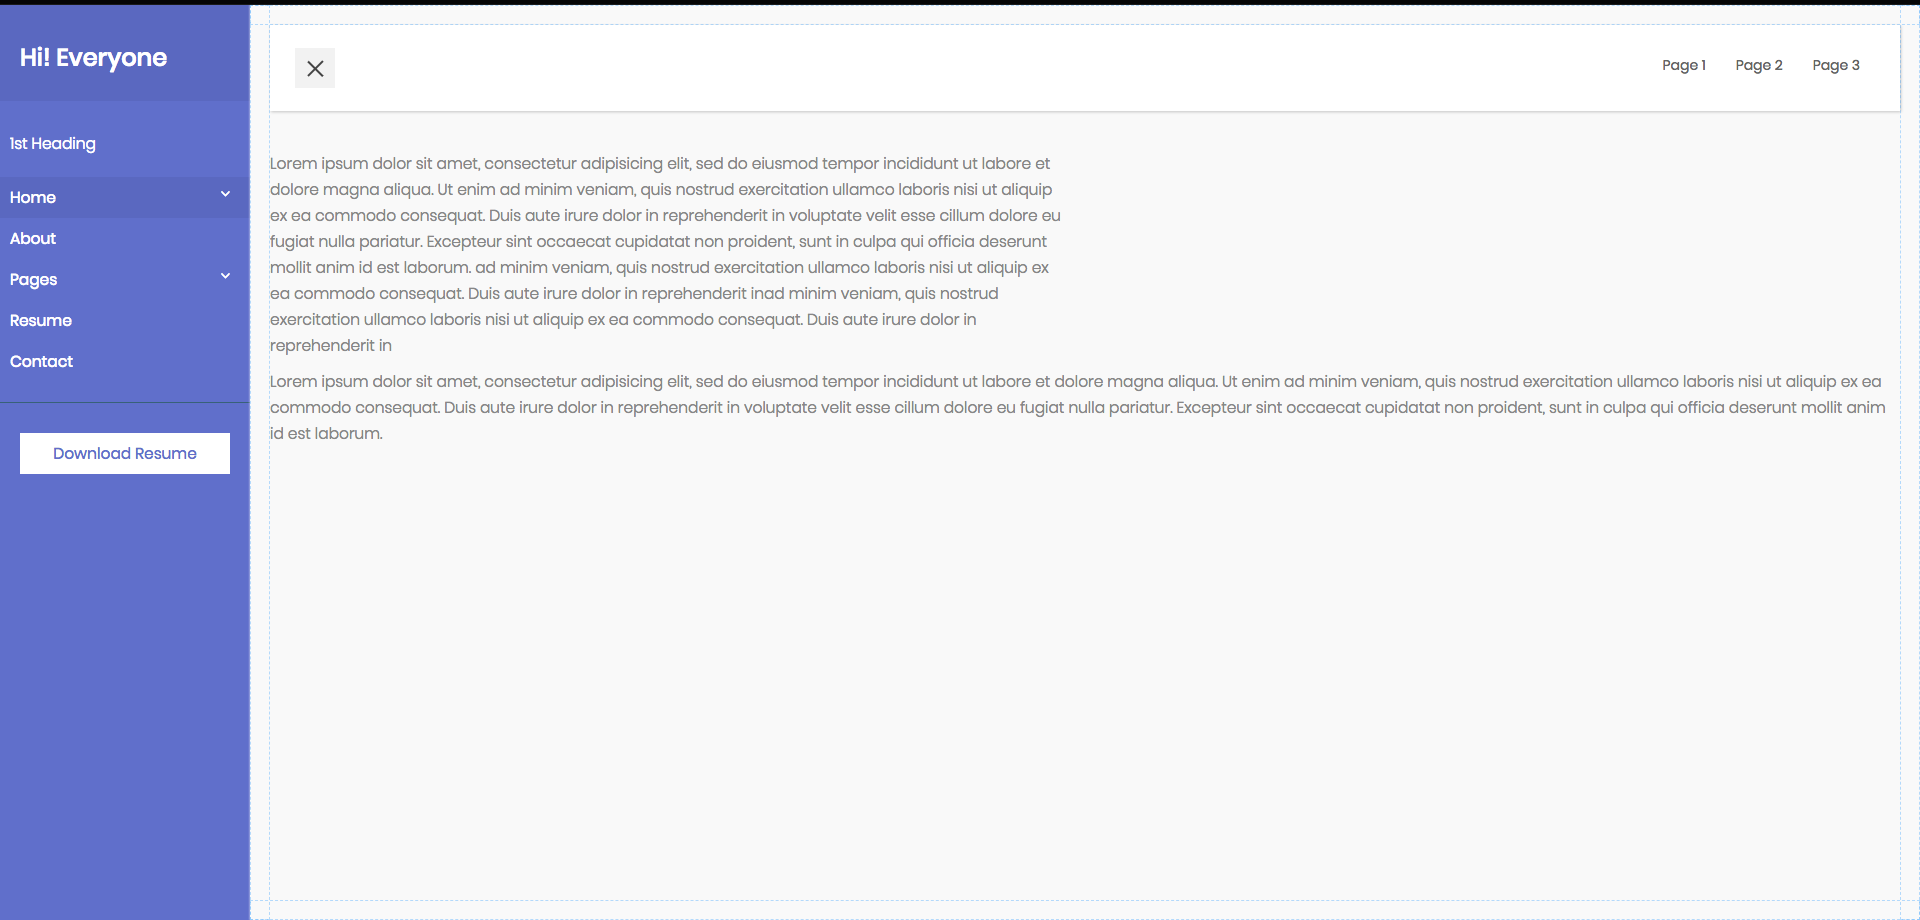 Hi! Everyone
1st Heading
Home
About
Pages
Resume
Contact
Download Resume
Page 1 Page 2 Page 3
Lorem ipsum dolor sit amet, consectetur adipisicing elit, sed do eiusmod tempor incididunt ut labore et
dolore magna aliqua. Ut enim ad minim veniam, quis nostrud exercitation ullamco laboris nisi ut aliquip
ex ea commodo consequat. Duis aute irure dolor in reprehenderit in voluptate velit esse cillum dolore eu
fugiat nulla pariatur. Excepteur sint occaecat cupidatat non proident, sunt in culpa qui officia deserunt
mollit anim id est laborum. ad minim veniam, quis nostrud exercitation ullamco laboris nisi ut aliquip ex
ea commodo consequat. Duis aute irure dolor in reprehenderit inad minim veniam, quis nostrud
exercitation ullamco laboris nisi ut aliquip ex ea commodo consequat. Duis aute irure dolor in
reprehenderit in
Lorem ipsum dolor sit amet, consectetur adipisicing elit, sed do eiusmod tempor incididunt ut labore et dolore magna aliqua. Ut enim ad minim veniam, quis nostrud exercitation ullamco laboris nisi ut aliquip ex ea
commodo consequat. Duis aute irure dolor in reprehenderit in voluptate velit esse cillum dolore eu fugiat nulla pariatur. Excepteur sint occaecat cupidatat non proident, sunt in culpa qui officia deserunt mollit anim
id est laborum.